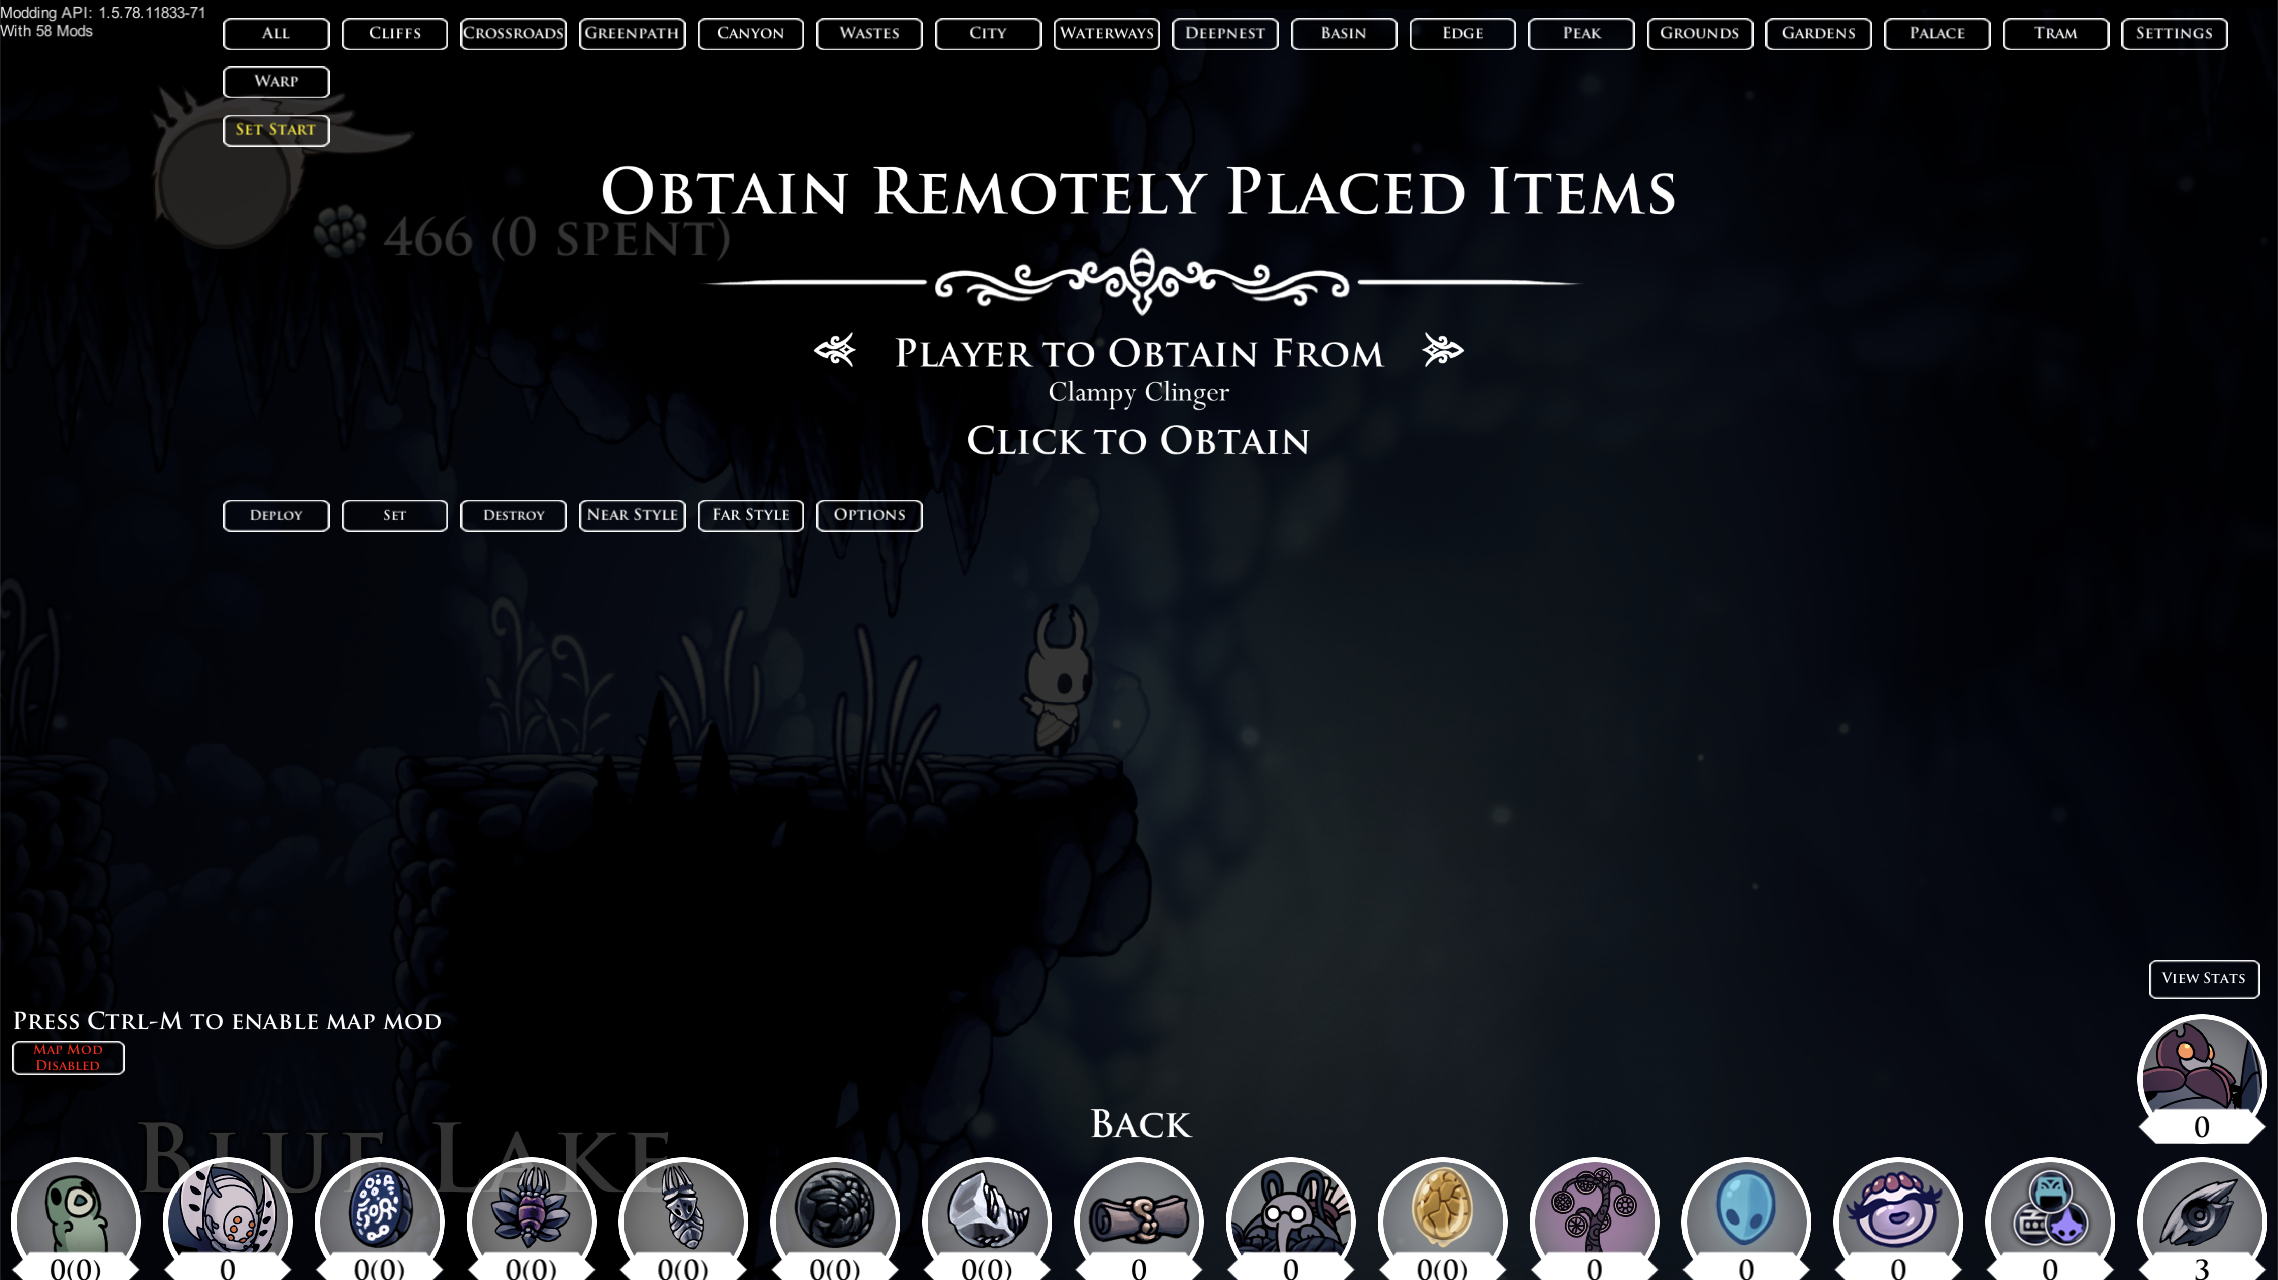 Modding API: 1.5.78.11833-71
With 58 Mods
All Cliffs Crossroads Greenpath Canyon Wastes City Waterways Deepnest Basin Edge Peak Grounds Gardens Palace Tram Settings
Warp
Set Start
Obtain Remotely Placed Items
466 (0 spent)
Player to Obtain From
Clampy Clinger
Click to Obtain
Deploy Set Destroy Near Style Far Style Options
View Stats
Press Ctrl-M to enable map mod
Map Mod
Disabled
Back
0
Blue Lake
0(0) 0 0(0) 0(0) 0(0) 0(0) 0(0) 0 0 0(0) 0 0 0 0 3